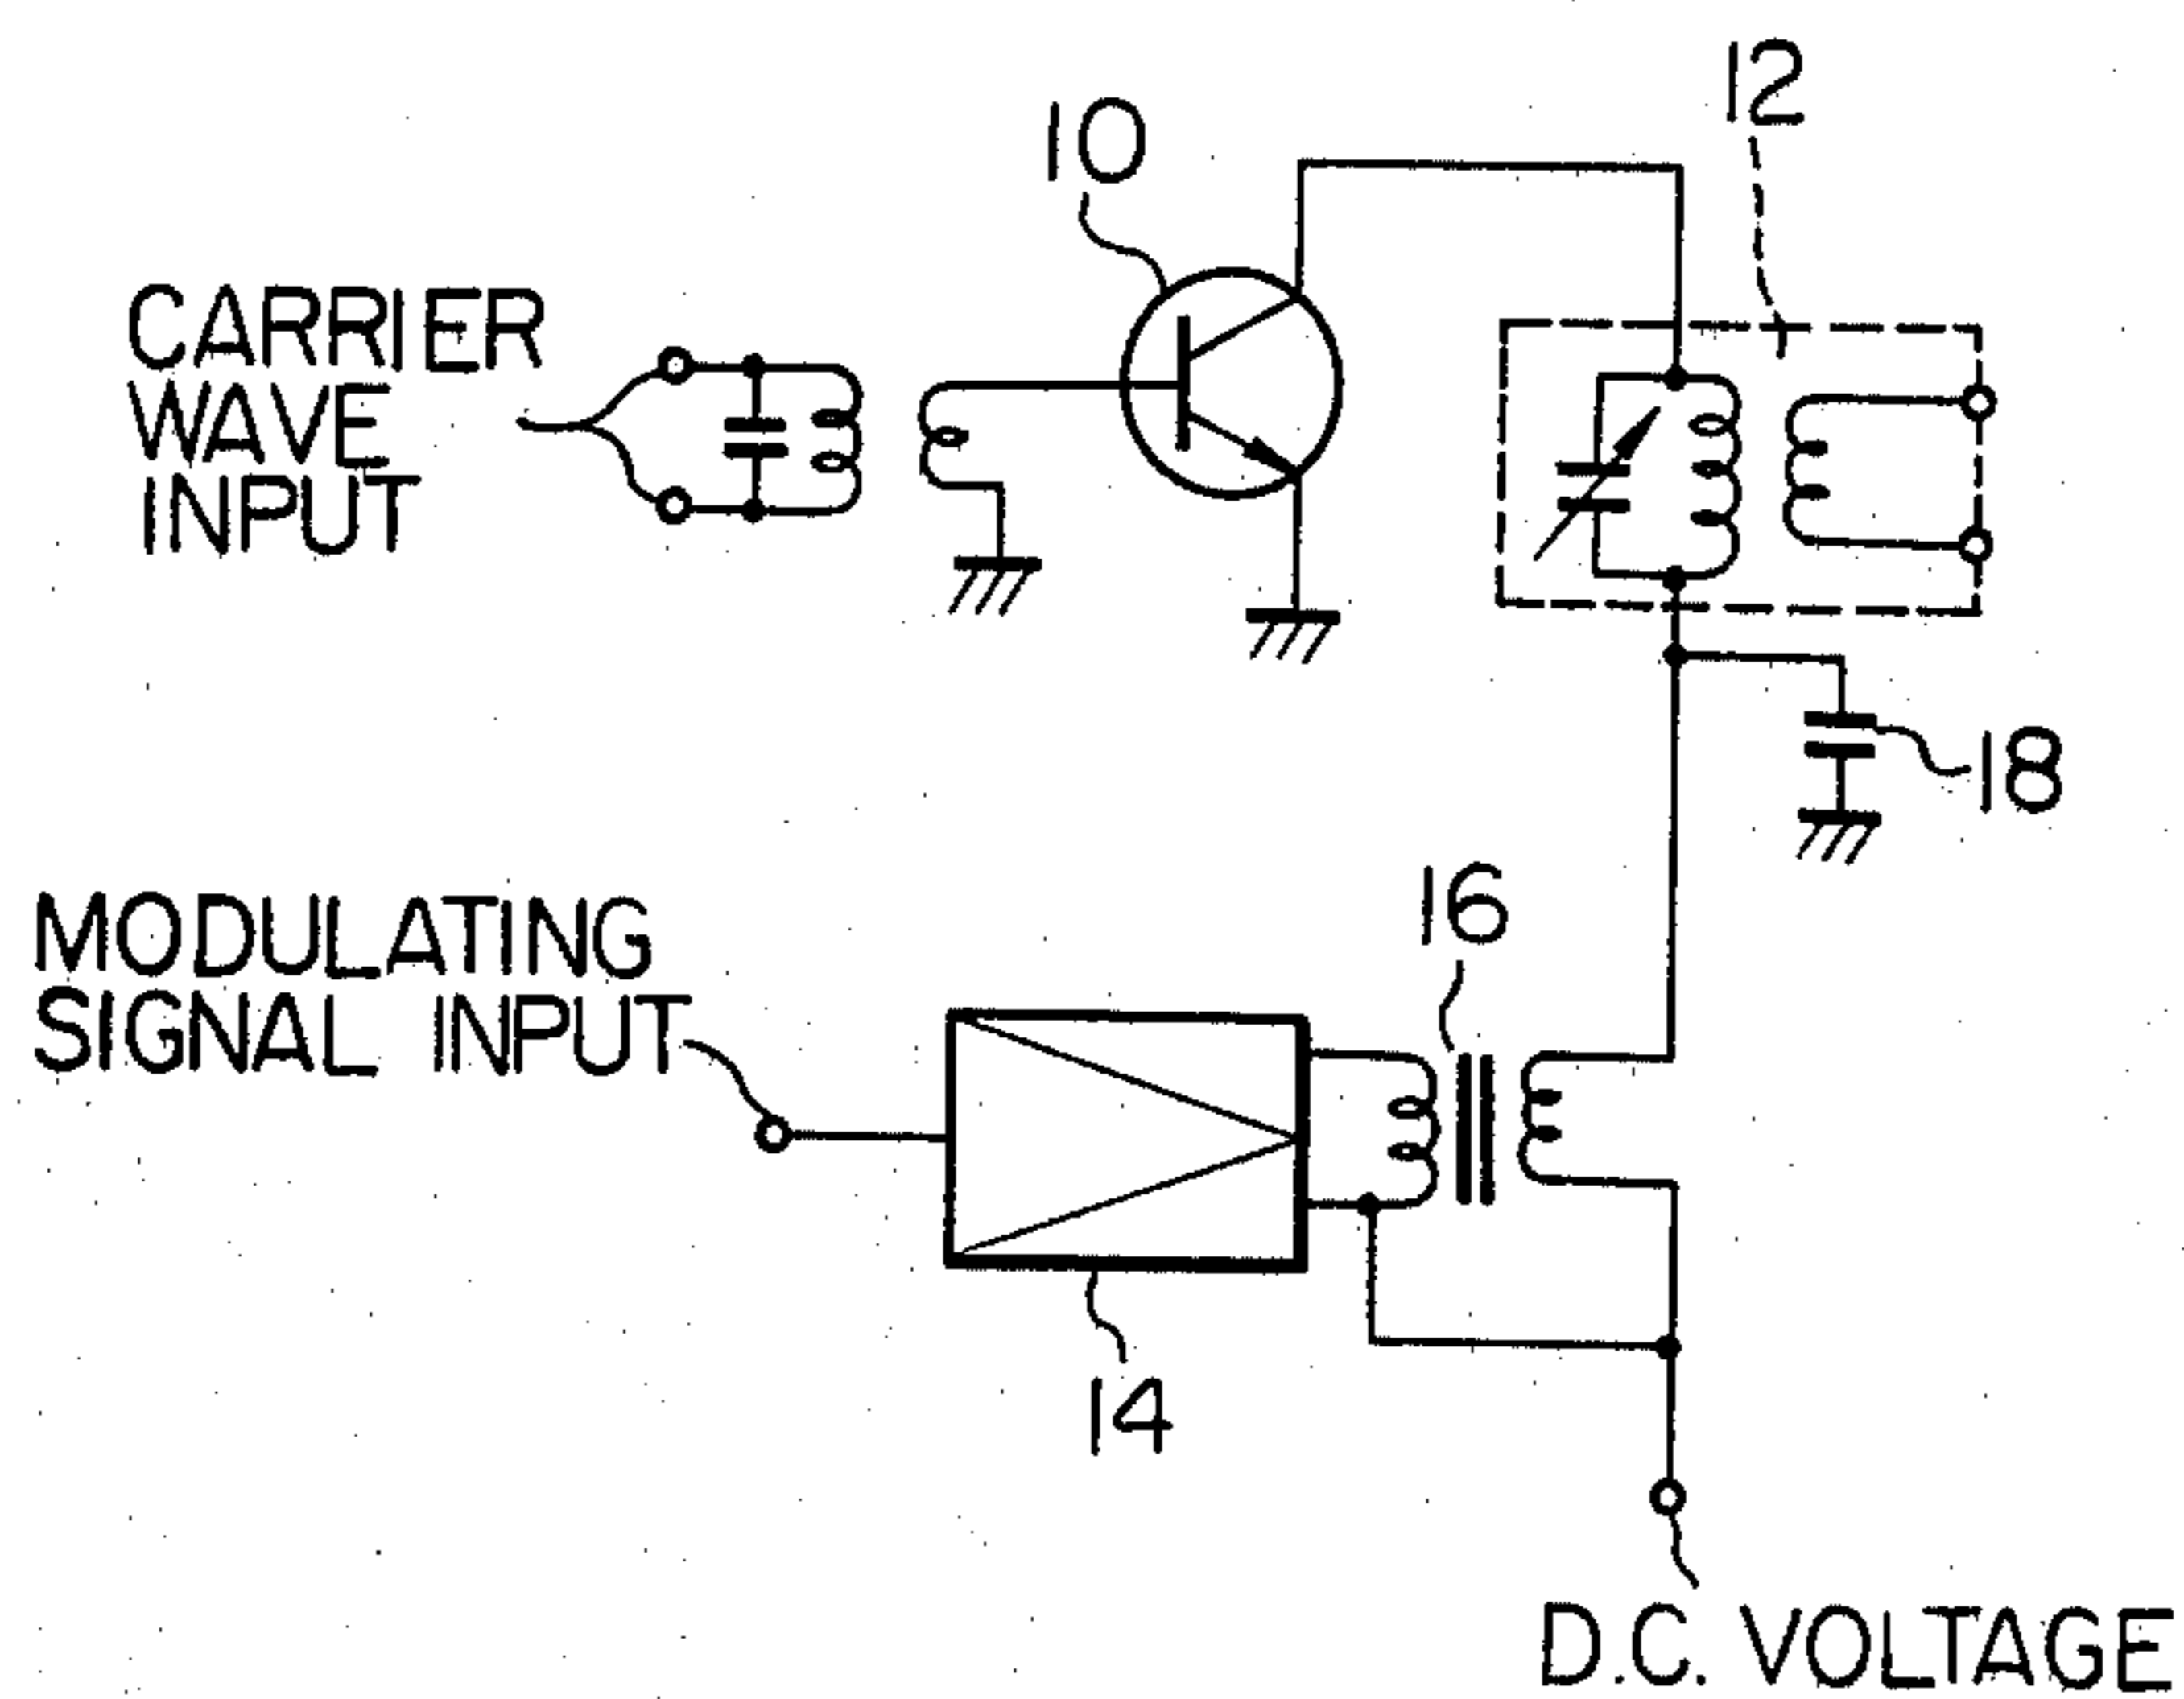 12
10
CARRIER
WAVE
INPUT
18
16
MODULATING
SIGNAL INPUT
14
D.C. VOLTAGE